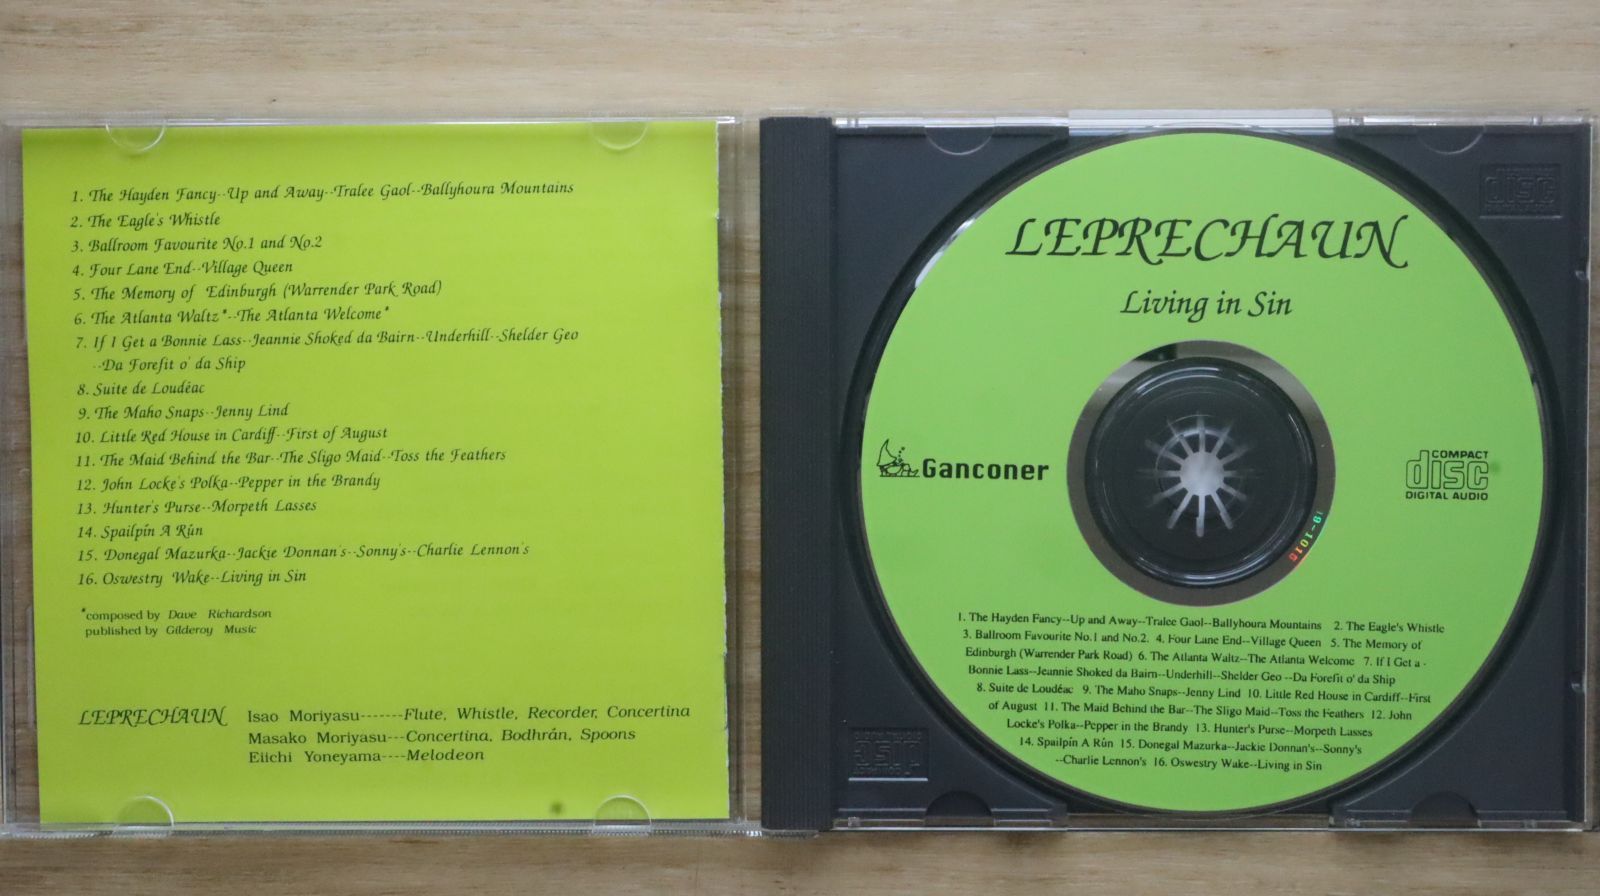 1. The Hayden Fancy--Up and Away--Tralee Gaol--Ballyhoura Mountains
2. The Eagle's Whistle
3. Ballroom Favourite No.1 and No.2
4. Four Lane End--Village Queen
5. The Memory of Edinburgh (Warrender Park Road)
6. The Atlanta Waltz*--The Atlanta Welcome*
7. If I Get a Bonnie Lass--Jeannie Shoked da Bairn--Underhill--Shelder Geo
--Da Forefit o' da Ship
8. Suite de Loudéac
9. The Maho Snaps--Jenny Lind
10. Little Red House in Cardiff--First of August
11. The Maid Behind the Bar--The Sligo Maid--Toss the Feathers
12. John Locke's Polka--Pepper in the Brandy
13. Hunter's Purse--Morpeth Lasses
14. Spailpín A Rún
15. Donegal Mazurka--Jackie Donnan's--Sonny's--Charlie Lennon's
16. Oswestry Wake--Living in Sin
*composed by Dave Richardson
published by Gilderoy Music
LEPRECHAUN Isao Moriyasu-------Flute, Whistle, Recorder, Concertina
Masako Moriyasu---Concertina, Bodhrán, Spoons
Eiichi Yoneyama----Melodeon
LEPRECHAUN
Living in Sin
Ganconer
COMPACT
disc
DIGITAL AUDIO
1. The Hayden Fancy--Up and Away--Tralee Gaol--Ballyhoura Mountains 2. The Eagle's Whistle
3. Ballroom Favourite No.1 and No.2. 4. Four Lane End--Village Queen 5. The Memory of
Edinburgh (Warrender Park Road) 6. The Atlanta Waltz--The Atlanta Welcome 7. If I Get a
Bonnie Lass--Jeannie Shoked da Bairn--Underhill--Shelder Geo --Da Forefit o' da Ship
8. Suite de Loudéac 9. The Maho Snaps--Jenny Lind 10. Little Red House in Cardiff--First
of August 11. The Maid Behind the Bar--The Sligo Maid--Toss the Feathers 12. John
Locke's Polka--Pepper in the Brandy 13. Hunter's Purse--Morpeth Lasses
14. Spailpín A Rún 15. Donegal Mazurka--Jackie Donnan's--Sonny's
--Charlie Lennon's 16. Oswestry Wake--Living in Sin